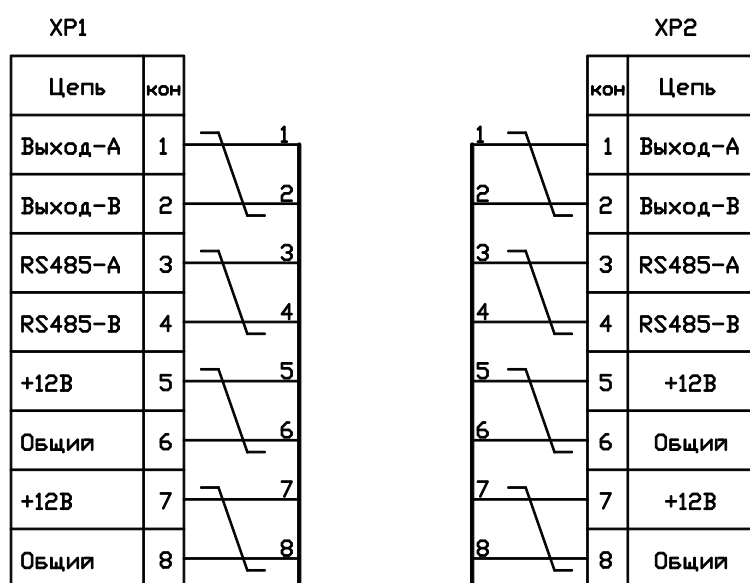 XP1 XP2
Цепь кон кон Цепь
Выход-А 1 1 1 1 Выход-А
Выход-В 2 2 2 2 Выход-В
RS485-A 3 3 3 3 RS485-A
RS485-B 4 4 4 4 RS485-B
+12В 5 5 5 5 +12В
Общий 6 6 6 6 Общий
+12В 7 7 7 7 +12В
Общий 8 8 8 8 Общий